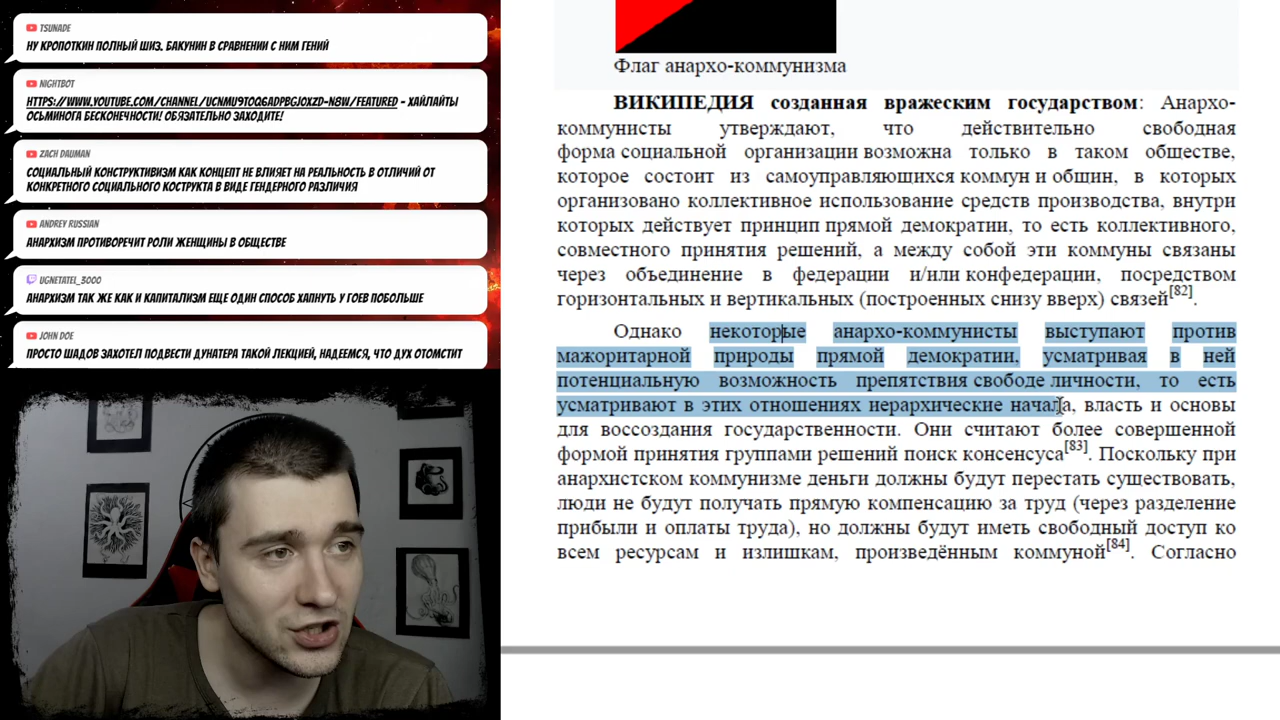 TSUNADE
НУ КРОПОТКИН ПОЛНЫЙ ШИЗ. БАКУНИН В СРАВНЕНИИ С НИМ ГЕНИЙ
NIGHTBOT
HTTPS://WWW.YOUTUBE.COM/CHANNEL/UCNMU9TOQ6ADPBGJOXZD-N8W/FEATURED - ХАЙЛАЙТЫ
ОСЬМИНОГА БЕСКОНЕЧНОСТИ! ОБЯЗАТЕЛЬНО ЗАХОДИТЕ!
ZACH DAUMAN
СОЦИАЛЬНЫЙ КОНСТРУКТИВИЗМ КАК КОНЦЕПТ НЕ ВЛИЯЕТ НА РЕАЛЬНОСТЬ В ОТЛИЧИЙ ОТ
КОНКРЕТНОГО СОЦИАЛЬНОГО КОСТРУКТА В ВИДЕ ГЕНДЕРНОГО РАЗЛИЧИЯ
ANDREY RUSSIAN
АНАРХИЗМ ПРОТИВОРЕЧИТ РОЛИ ЖЕНЩИНЫ В ОБЩЕСТВЕ
UGNETATEL_3000
АНАРХИЗМ ТАК ЖЕ КАК И КАПИТАЛИЗМ ЕЩЕ ОДИН СПОСОБ ХАПНУТЬ У ГОЕВ ПОБОЛЬШЕ
JOHN DOE
ПРОСТО ШАДОВ ЗАХОТЕЛ ПОДВЕСТИ ДУНАТЕРА ТАКОЙ ЛЕКЦИЕЙ, НАДЕЕМСЯ, ЧТО ДУХ ОТОМСТИТ
Флаг анархо-коммунизма
ВИКИПЕДИЯ созданная вражеским государством: Анархо-
коммунисты утверждают, что действительно свободная
форма социальной организации возможна только в таком обществе,
которое состоит из самоуправляющихся коммун и общин, в которых
организовано коллективное использование средств производства, внутри
которых действует принцип прямой демократии, то есть коллективного,
совместного принятия решений, а между собой эти коммуны связаны
через объединение в федерации и/или конфедерации, посредством
горизонтальных и вертикальных (построенных снизу вверх) связей[82].
Однако некоторые анархо-коммунисты выступают против
мажоритарной природы прямой демократии, усматривая в ней
потенциальную возможность препятствия свободе личности, то есть
усматривают в этих отношениях иерархические начала, власть и основы
для воссоздания государственности. Они считают более совершенной
формой принятия группами решений поиск консенсуса[83]. Поскольку при
анархистском коммунизме деньги должны будут перестать существовать,
люди не будут получать прямую компенсацию за труд (через разделение
прибыли и оплаты труда), но должны будут иметь свободный доступ ко
всем ресурсам и излишкам, произведённым коммуной[84]. Согласно